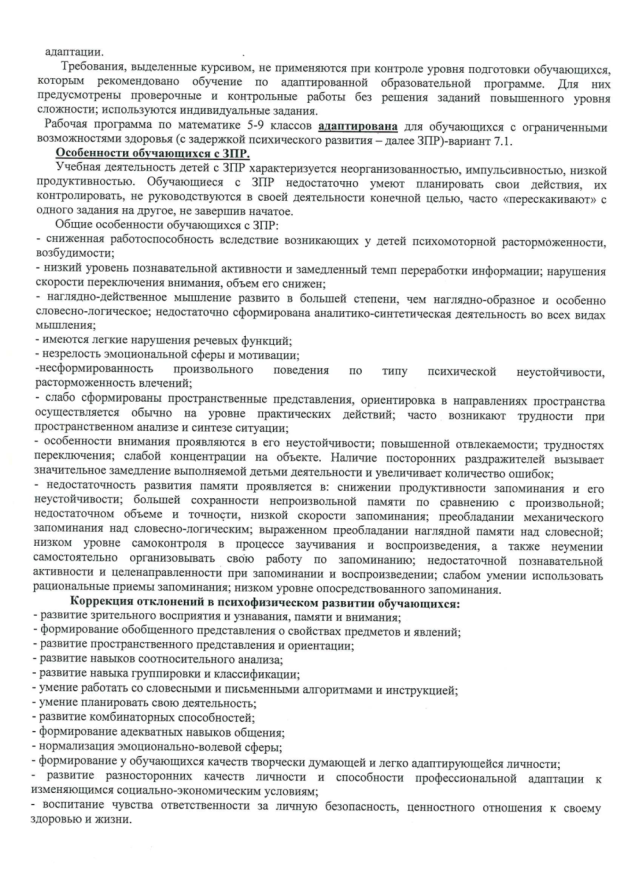 адаптации.
Требования, выделенные курсивом, не применяются при контроле уровня подготовки обучающихся,
которым рекомендовано обучение по адаптированной образовательной программе. Для них
предусмотрены проверочные и контрольные работы без решения заданий повышенного уровня
сложности; используются индивидуальные задания.
Рабочая программа по математике 5-9 классов адаптирована для обучающихся с ограниченными
возможностями здоровья (с задержкой психического развития – далее ЗПР)-вариант 7.1.
Особенности обучающихся с ЗПР.
Учебная деятельность детей с ЗПР характеризуется неорганизованностью, импульсивностью, низкой
продуктивностью. Обучающиеся с ЗПР недостаточно умеют планировать свои действия, их
контролировать, не руководствуются в своей деятельности конечной целью, часто «перескакивают» с
одного задания на другое, не завершив начатое.
Общие особенности обучающихся с ЗПР:
- сниженная работоспособность вследствие возникающих у детей психомоторной расторможенности,
возбудимости;
- низкий уровень познавательной активности и замедленный темп переработки информации; нарушения
скорости переключения внимания, объем его снижен;
- наглядно-действенное мышление развито в большей степени, чем наглядно-образное и особенно
словесно-логическое; недостаточно сформирована аналитико-синтетическая деятельность во всех видах
мышления;
- имеются легкие нарушения речевых функций;
- незрелость эмоциональной сферы и мотивации;
-несформированность произвольного поведения по типу психической неустойчивости,
расторможенность влечений;
- слабо сформированы пространственные представления, ориентировка в направлениях пространства
осуществляется обычно на уровне практических действий; часто возникают трудности при
пространственном анализе и синтезе ситуации;
- особенности внимания проявляются в его неустойчивости; повышенной отвлекаемости; трудностях
переключения; слабой концентрации на объекте. Наличие посторонних раздражителей вызывает
значительное замедление выполняемой детьми деятельности и увеличивает количество ошибок;
- недостаточность развития памяти проявляется в: снижении продуктивности запоминания и его
неустойчивости; большей сохранности непроизвольной памяти по сравнению с произвольной;
недостаточном объеме и точности, низкой скорости запоминания; преобладании механического
запоминания над словесно-логическим; выраженном преобладании наглядной памяти над словесной;
низком уровне самоконтроля в процессе заучивания и воспроизведения, а также неумении
самостоятельно организовывать свою работу по запоминанию; недостаточной познавательной
активности и целенаправленности при запоминании и воспроизведении; слабом умении использовать
рациональные приемы запоминания; низком уровне опосредствованного запоминания.
Коррекция отклонений в психофизическом развитии обучающихся:
- развитие зрительного восприятия и узнавания, памяти и внимания;
- формирование обобщенного представления о свойствах предметов и явлений;
- развитие пространственного представления и ориентации;
- развитие навыков соотносительного анализа;
- развитие навыка группировки и классификации;
- умение работать со словесными и письменными алгоритмами и инструкцией;
- умение планировать свою деятельность;
- развитие комбинаторных способностей;
- формирование адекватных навыков общения;
- нормализация эмоционально-волевой сферы;
- формирование у обучающихся качеств творчески думающей и легко адаптирующейся личности;
- развитие разносторонних качеств личности и способности профессиональной адаптации к
изменяющимся социально-экономическим условиям;
- воспитание чувства ответственности за личную безопасность, ценностного отношения к своему
здоровью и жизни.